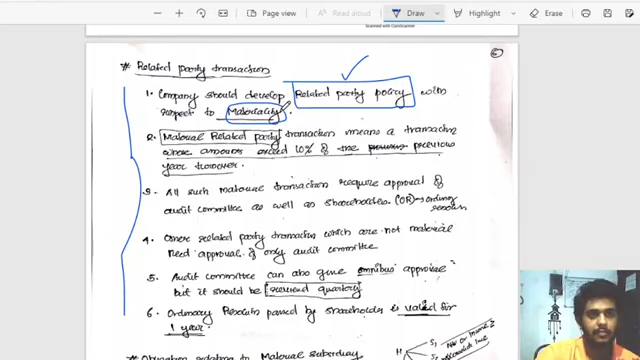 Page view
Read aloud
Draw
Highlight
Erase
Scanned with CamScanner
6
# Related party transaction
1. Company should develop Related party policy with
respect to Materiality.
2. Material Related Party transaction means a transaction
whose amounts exceed 10% of the previous
year turnover.
3. All such material transaction require approval of
audit committee as well as shareholders. (OR) → ordinary
resolution
4. Other related party transaction which are not material
need approval of only audit committee
5. Audit committee can also give omnibus approval
but it should be reviewed quarterly
6. Ordinary Resolution passed by shareholders is valid for
1 year.
# Obligation relating to Material subsidiary
H
S₁
S₂